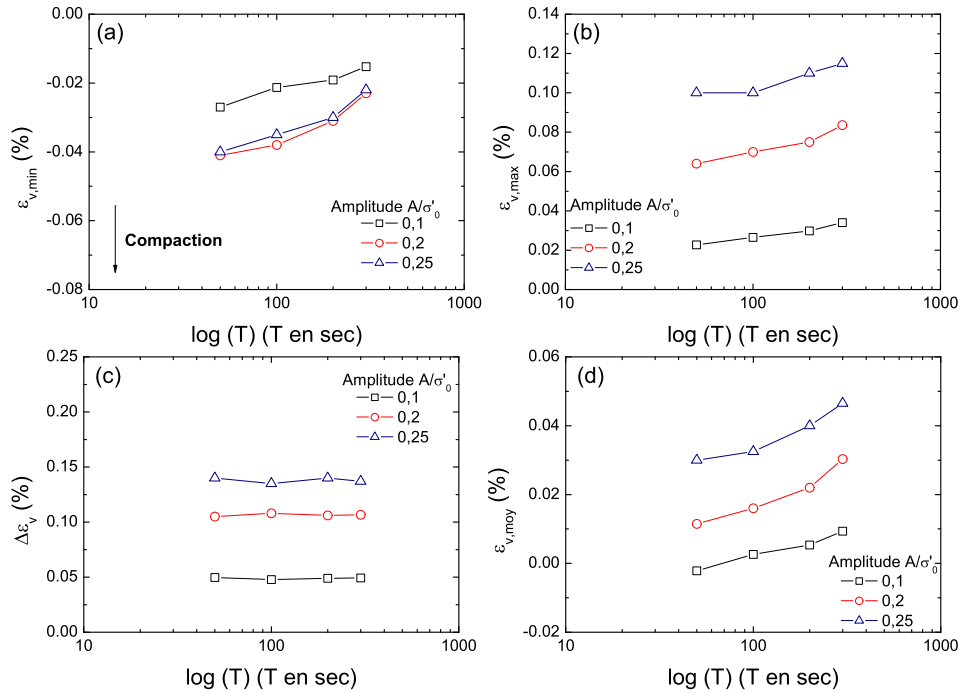 (a)
0.00
-0.02
-0.04
-0.06
-0.08
ε_v,min (%)
Compaction
Amplitude A/σ'_0
0,1
0,2
0,25
10 100 1000
log (T) (T en sec)
(b)
0.12
0.10
0.08
0.06
0.04
0.02
0.00
ε_v,max (%)
Amplitude A/σ'_0
0,1
0,2
0,25
10 100 1000
log (T) (T en sec)
(c)
0.25
0.20
0.15
0.10
0.05
0.00
Δε_v (%)
Amplitude A/σ'_0
0,1
0,2
0,25
10 100 1000
log (T) (T en sec)
(d)
0.06
0.04
0.02
0.00
-0.02
ε_v,moy (%)
Amplitude A/σ'_0
0,1
0,2
0,25
10 100 1000
log (T) (T en sec)